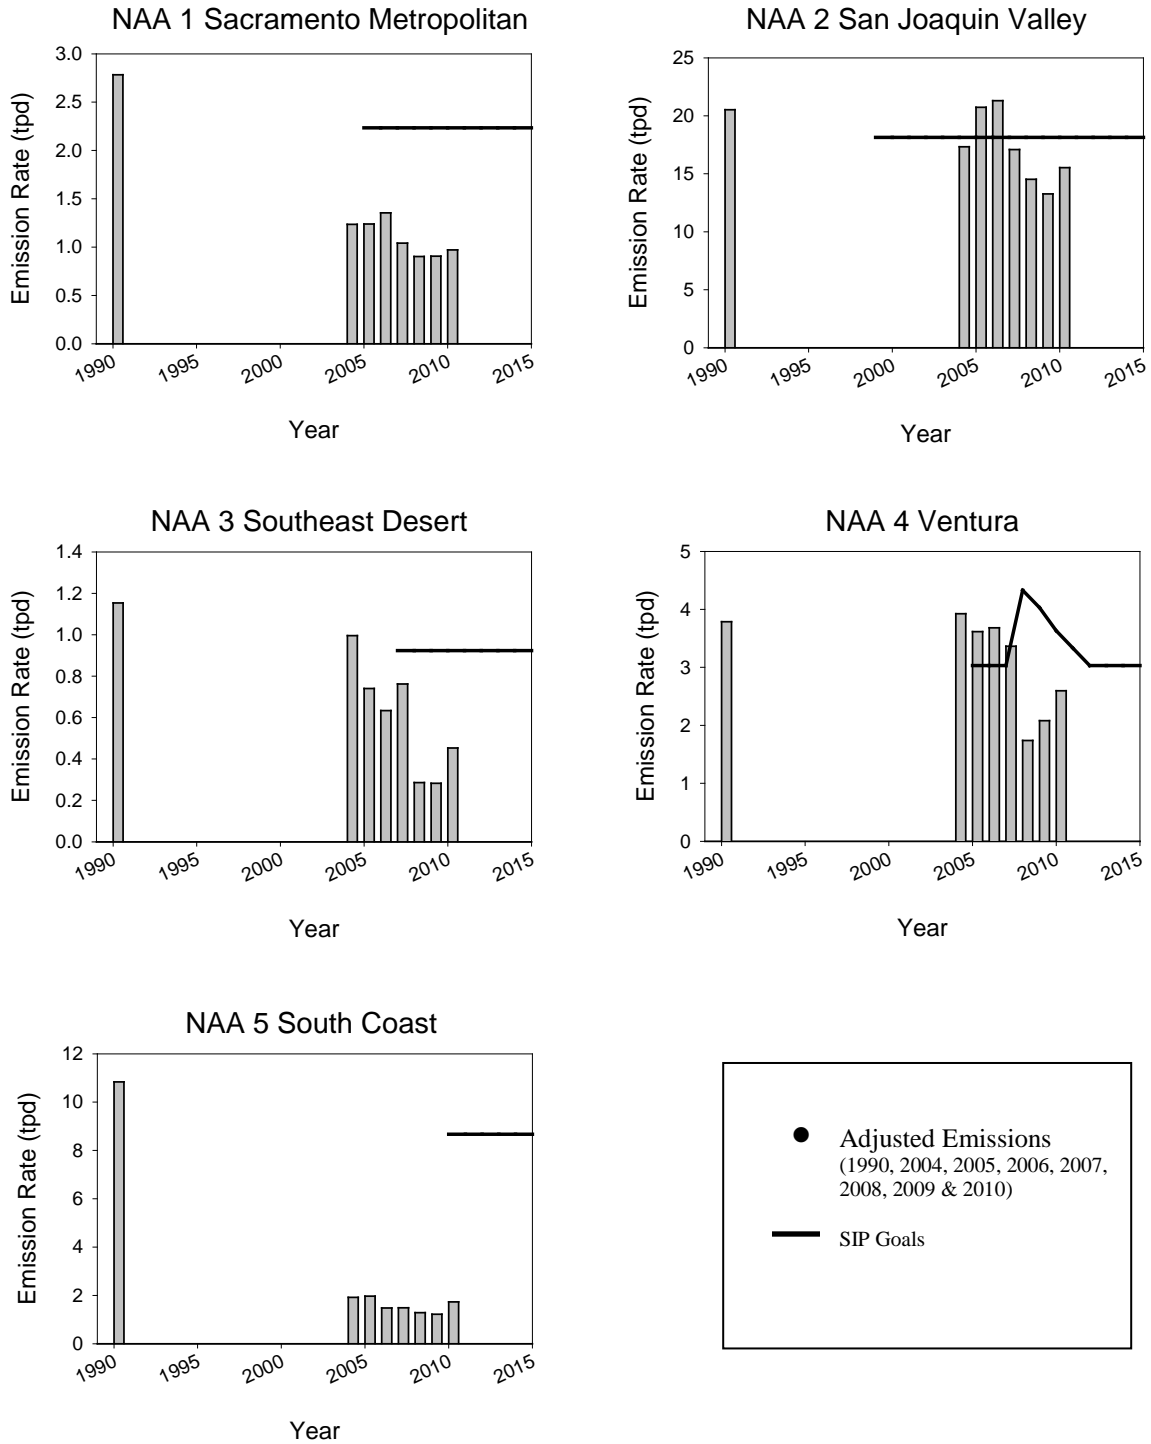 NAA 1 Sacramento Metropolitan
Emission Rate (tpd)
3.0
2.5
2.0
1.5
1.0
0.5
0.0
1990 1995 2000 2005 2010 2015
Year
NAA 2 San Joaquin Valley
Emission Rate (tpd)
25
20
15
10
5
0
1990 1995 2000 2005 2010 2015
Year
NAA 3 Southeast Desert
Emission Rate (tpd)
1.4
1.2
1.0
0.8
0.6
0.4
0.2
0.0
1990 1995 2000 2005 2010 2015
Year
NAA 4 Ventura
Emission Rate (tpd)
5
4
3
2
1
0
1990 1995 2000 2005 2010 2015
Year
NAA 5 South Coast
Emission Rate (tpd)
12
10
8
6
4
2
0
1990 1995 2000 2005 2010 2015
Year
Adjusted Emissions
(1990, 2004, 2005, 2006, 2007,
2008, 2009 & 2010)
SIP Goals